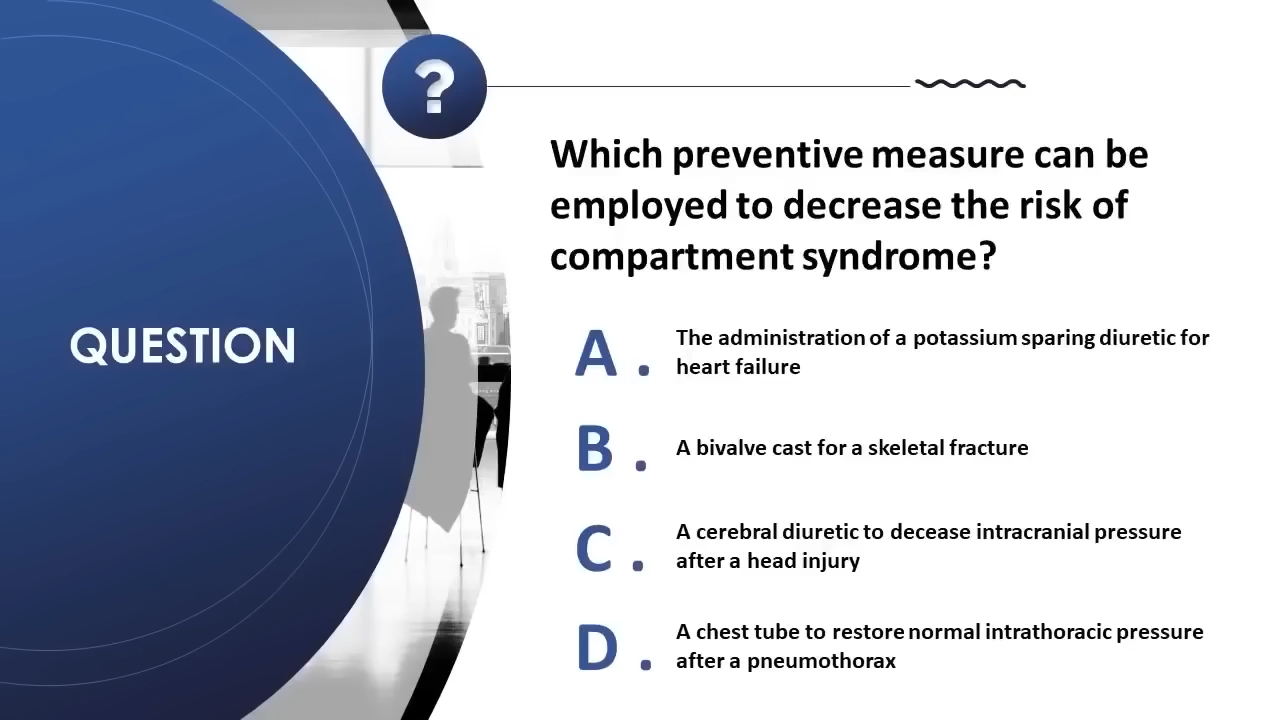 ?
Which preventive measure can be
employed to decrease the risk of
compartment syndrome?
QUESTION
A . The administration of a potassium sparing diuretic for
heart failure
B . A bivalve cast for a skeletal fracture
C . A cerebral diuretic to decease intracranial pressure
after a head injury
D . A chest tube to restore normal intrathoracic pressure
after a pneumothorax